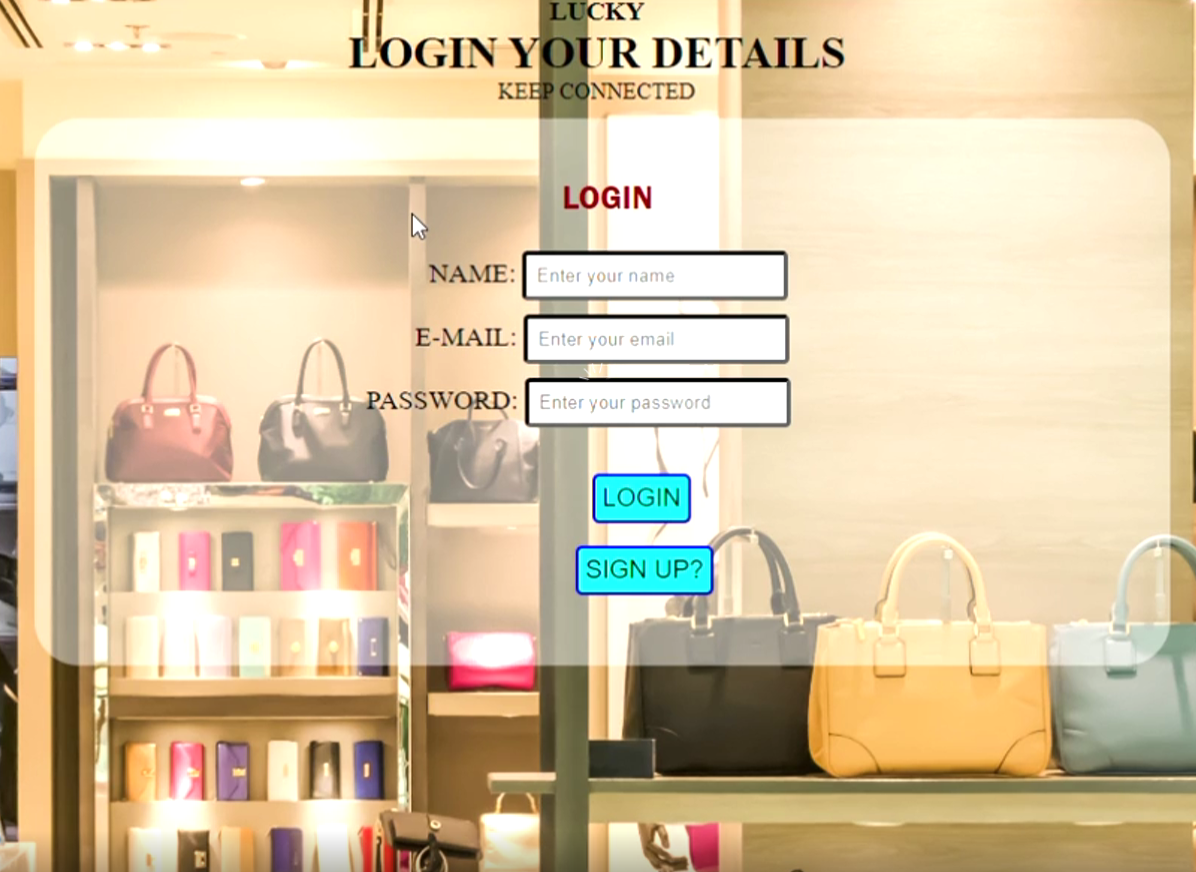 LUCKY
LOGIN YOUR DETAILS
KEEP CONNECTED
LOGIN
NAME: Enter your name
E-MAIL: Enter your email
PASSWORD: Enter your password
LOGIN
SIGN UP?